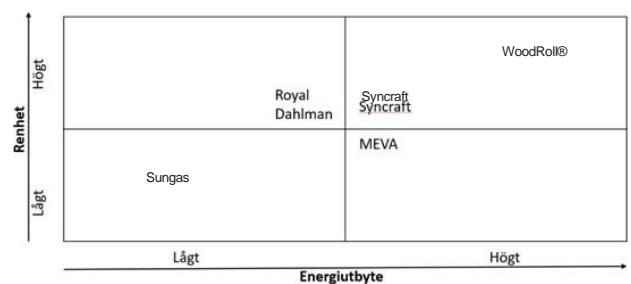 Renhet
Högt
Lågt
WoodRoll®
Royal
Dahlman
Syncraft
Syncraft
MEVA
Sungas
Lågt
Högt
Energiutbyte